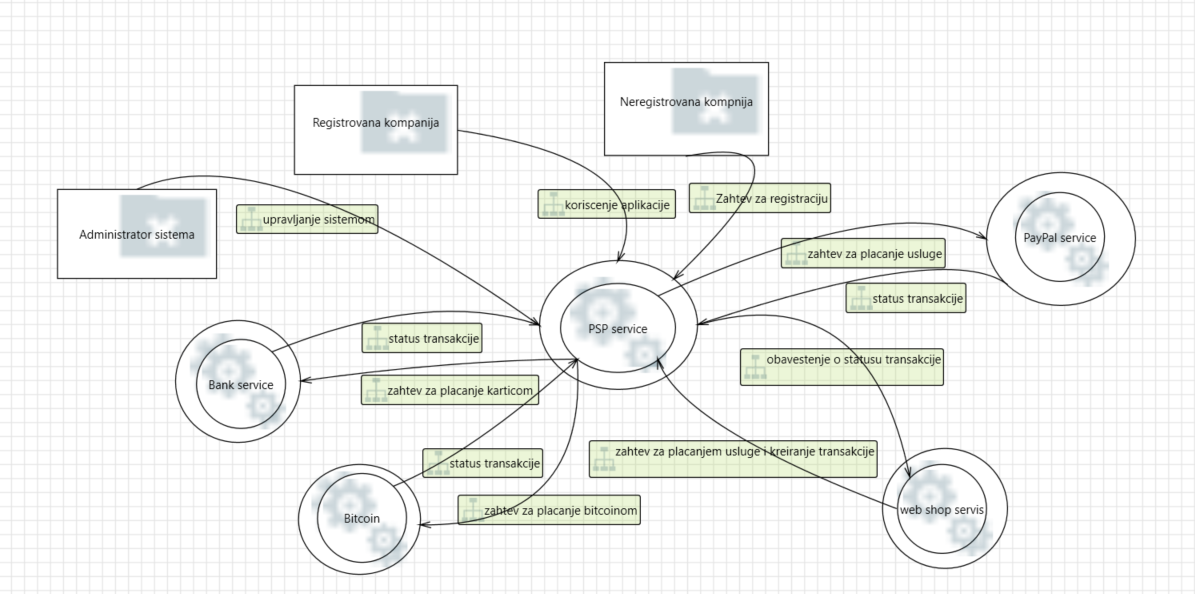 Neregistrovana kompnija
Registrovana kompanija
Administrator sistema
upravljanje sistemom
koriscenje aplikacije
Zahtev za registraciju
PayPal service
zahtev za placanje usluge
status transakcije
PSP service
status transakcije
obavestenje o statusu transakcije
Bank service
zahtev za placanje karticom
zahtev za placanjem usluge i kreiranje transakcije
status transakcije
zahtev za placanje bitcoinom
Bitcoin
web shop servis